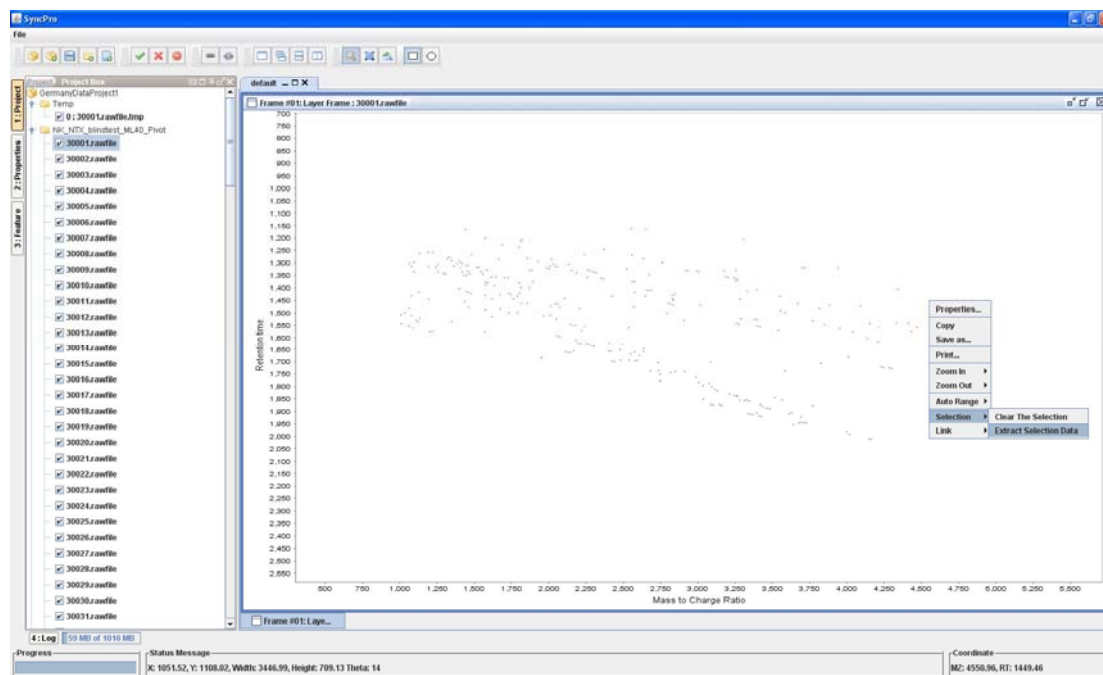 SyncPro
File
Project Project Box
1 : Project
2 : Properties
3 : Feature
GermanyDataProject1
Temp
0 : 30001.rawfile.tmp
NK_NTX_blindtest_ML40_Pivot
30001.rawfile
30002.rawfile
30003.rawfile
30004.rawfile
30005.rawfile
30006.rawfile
30007.rawfile
30008.rawfile
30009.rawfile
30010.rawfile
30011.rawfile
30012.rawfile
30013.rawfile
30014.rawfile
30015.rawfile
30016.rawfile
30017.rawfile
30018.rawfile
30019.rawfile
30020.rawfile
30021.rawfile
30022.rawfile
30023.rawfile
30024.rawfile
30025.rawfile
30026.rawfile
30027.rawfile
30028.rawfile
30029.rawfile
30030.rawfile
30031.rawfile
default
Frame #01: Layer Frame : 30001.rawfile
700
750
800
850
900
950
1,000
1,050
1,100
1,150
1,200
1,250
1,300
1,350
1,400
1,450
1,500
1,550
1,600
1,650
1,700
1,750
1,800
1,850
1,900
1,950
2,000
2,050
2,100
2,150
2,200
2,250
2,300
2,350
2,400
2,450
2,500
2,550
Retention time
500 750 1,000 1,250 1,500 1,750 2,000 2,250 2,500 2,750 3,000 3,250 3,500 3,750 4,000 4,250 4,500 4,750 5,000 5,250 5,500
Mass to Charge Ratio
Properties...
Copy
Save as...
Print...
Zoom In
Zoom Out
Auto Range
Selection
Clear The Selection
Link
Extract Selection Data
Frame #01: Laye...
4 : Log 59 MB of 1016 MB
Progress
Status Message
X: 1051.52, Y: 1108.02, Width: 3446.99, Height: 709.13 Theta: 14
Coordinate
MZ: 4550.96, RT: 1449.46